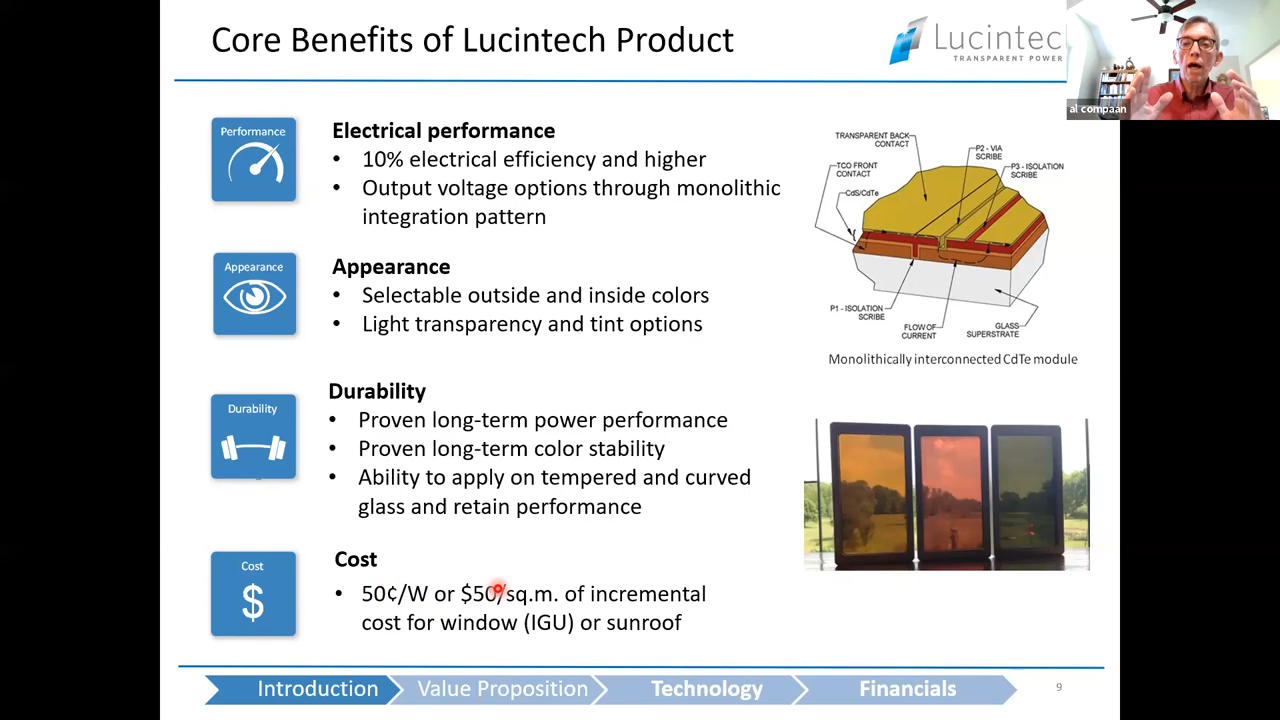 Core Benefits of Lucintech Product
Lucintec
TRANSPARENT POWER
al compaan
Performance
Electrical performance
• 10% electrical efficiency and higher
• Output voltage options through monolithic
integration pattern
Appearance
Appearance
• Selectable outside and inside colors
• Light transparency and tint options
Durability
Durability
• Proven long-term power performance
• Proven long-term color stability
• Ability to apply on tempered and curved
glass and retain performance
Cost
$
Cost
• 50¢/W or $50/sq.m. of incremental
cost for window (IGU) or sunroof
TRANSPARENT BACK
CONTACT
P2 - VIA
SCRIBE
TCO FRONT
CONTACT
P3 - ISOLATION
SCRIBE
CdS/CdTe
P1 - ISOLATION
SCRIBE
FLOW OF
CURRENT
GLASS
SUPERSTRATE
Monolithically interconnected CdTe module
Introduction
Value Proposition
Technology
Financials
9